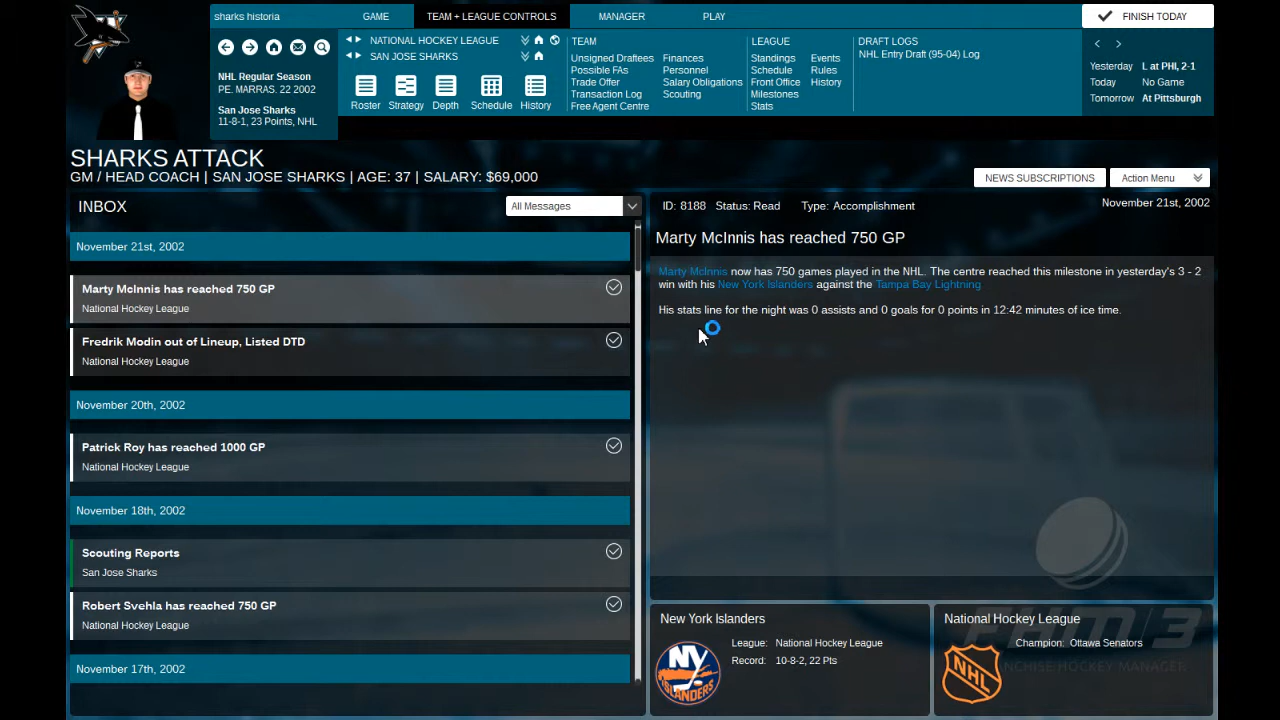 sharks historia
GAME
TEAM + LEAGUE CONTROLS
MANAGER
PLAY
FINISH TODAY
NHL Regular Season
PE. MARRAS. 22 2002
San Jose Sharks
11-8-1, 23 Points, NHL
NATIONAL HOCKEY LEAGUE
SAN JOSE SHARKS
Roster
Strategy
Depth
Schedule
History
TEAM
Unsigned Draftees
Possible FAs
Trade Offer
Transaction Log
Free Agent Centre
Finances
Personnel
Salary Obligations
Scouting
LEAGUE
Standings
Schedule
Front Office
Milestones
Stats
Events
Rules
History
DRAFT LOGS
NHL Entry Draft (95-04) Log
Yesterday L at PHI, 2-1
Today No Game
Tomorrow At Pittsburgh
SHARKS ATTACK
GM / HEAD COACH | SAN JOSE SHARKS | AGE: 37 | SALARY: $69,000
NEWS SUBSCRIPTIONS
Action Menu
INBOX
All Messages
November 21st, 2002
Marty McInnis has reached 750 GP
National Hockey League
Fredrik Modin out of Lineup, Listed DTD
National Hockey League
November 20th, 2002
Patrick Roy has reached 1000 GP
National Hockey League
November 18th, 2002
Scouting Reports
San Jose Sharks
Robert Svehla has reached 750 GP
National Hockey League
November 17th, 2002
ID: 8188 Status: Read Type: Accomplishment
November 21st, 2002
Marty McInnis has reached 750 GP
Marty McInnis now has 750 games played in the NHL. The centre reached this milestone in yesterday's 3 - 2
win with his New York Islanders against the Tampa Bay Lightning.
His stats line for the night was 0 assists and 0 goals for 0 points in 12:42 minutes of ice time.
New York Islanders
League: National Hockey League
Record: 10-8-2, 22 Pts
NY
ISLANDERS
National Hockey League
Champion: Ottawa Senators
NHL
FHM/3
NCHISE HOCKEY MANAGER